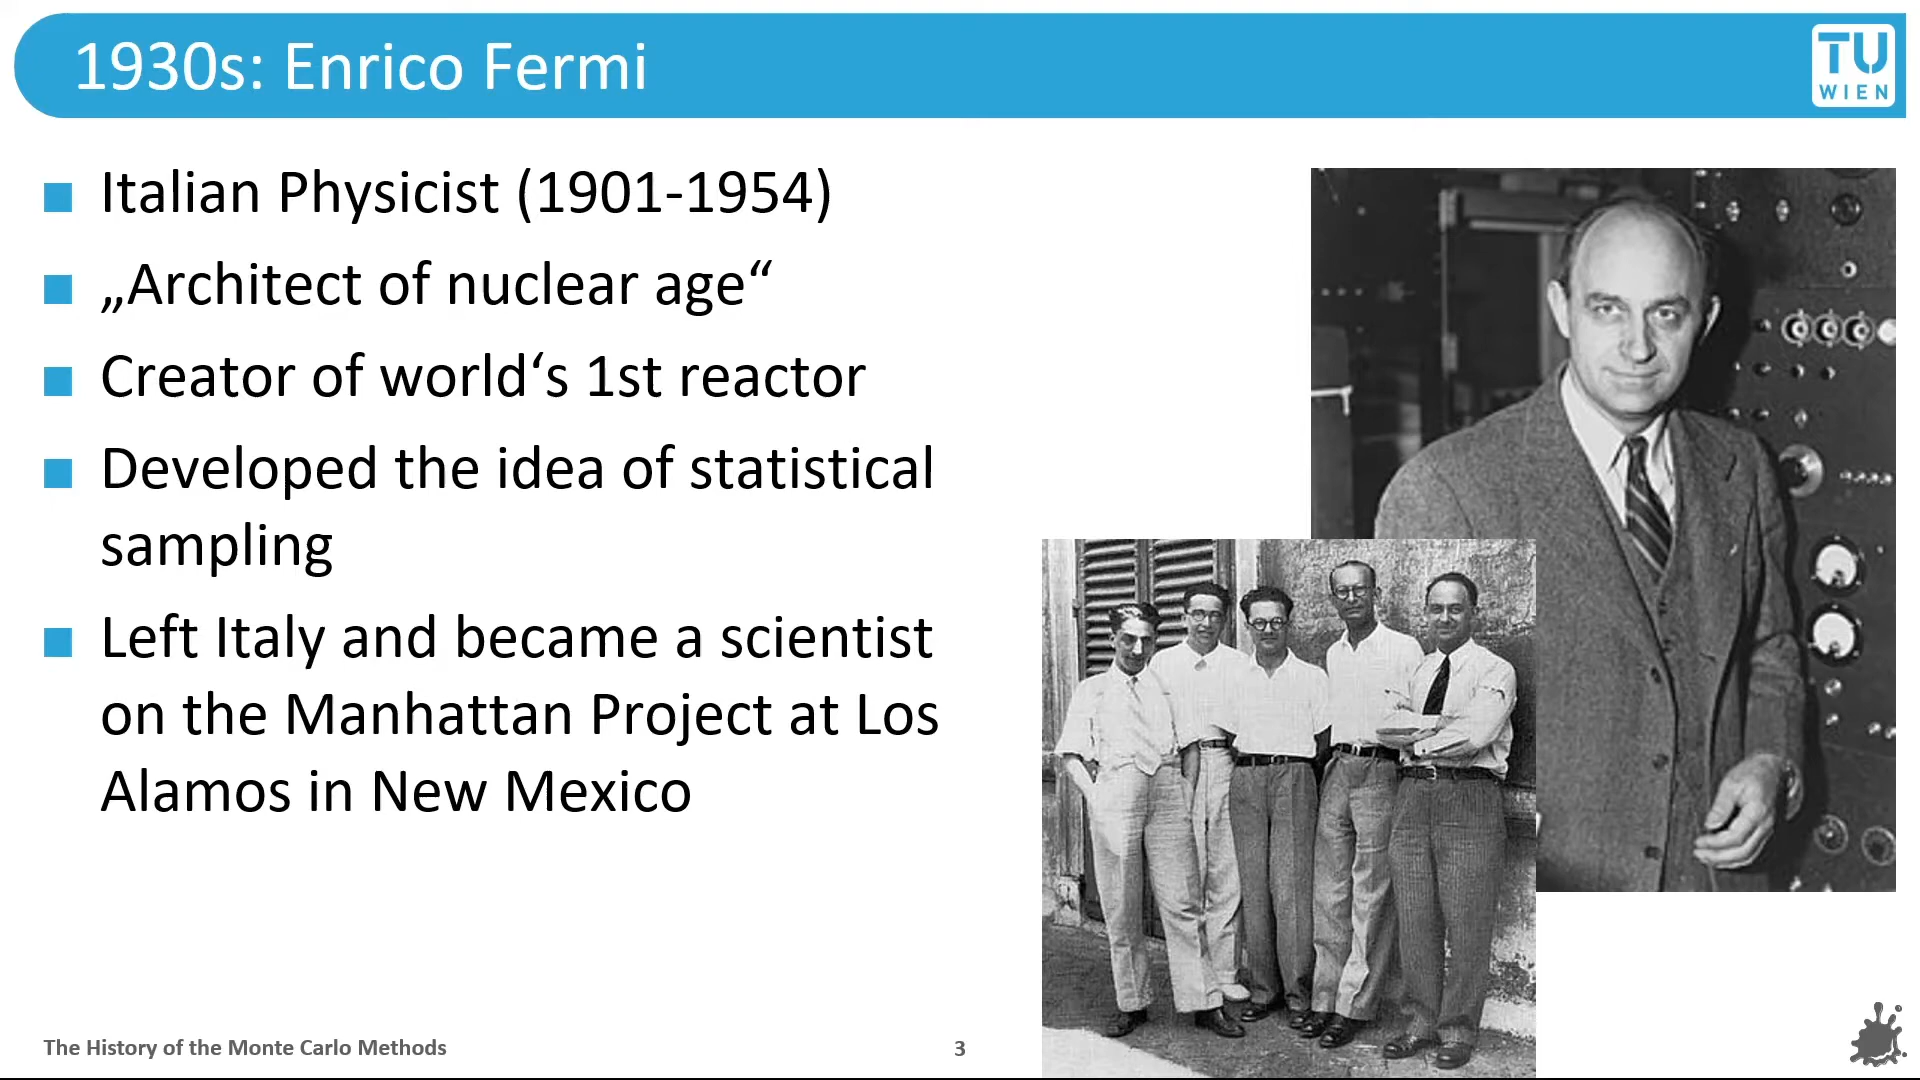 1930s: Enrico Fermi
TU
WIEN
Italian Physicist (1901-1954)
„Architect of nuclear age“
Creator of world‘s 1st reactor
Developed the idea of statistical
sampling
Left Italy and became a scientist
on the Manhattan Project at Los
Alamos in New Mexico
The History of the Monte Carlo Methods
3